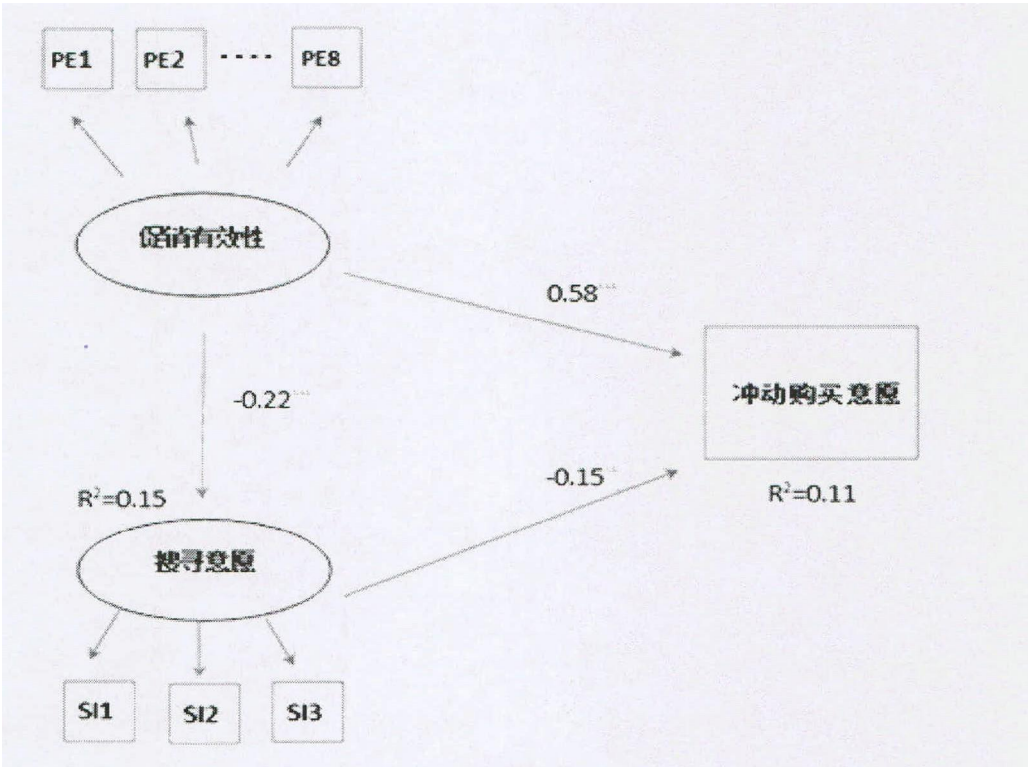 PE1
PE2
....
PE8
促销有效性
0.58***
-0.22***
冲动购买意愿
-0.15**
R²=0.11
R²=0.15
搜寻意愿
SI1
SI2
SI3